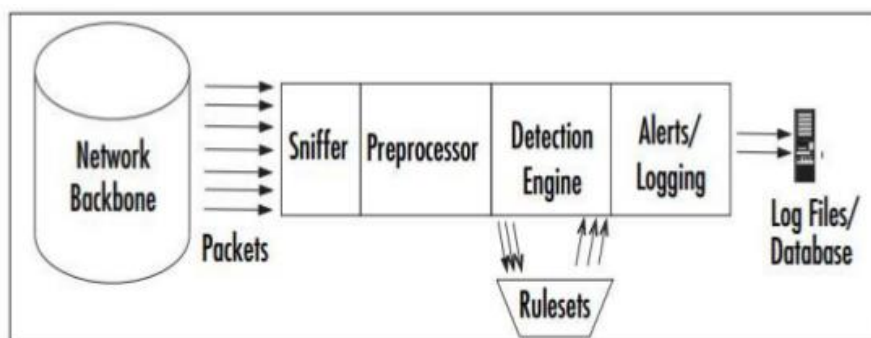 Network
Backbone
Packets
Sniffer
Preprocessor
Detection
Engine
Alerts/
Logging
Rulesets
Log Files/
Database